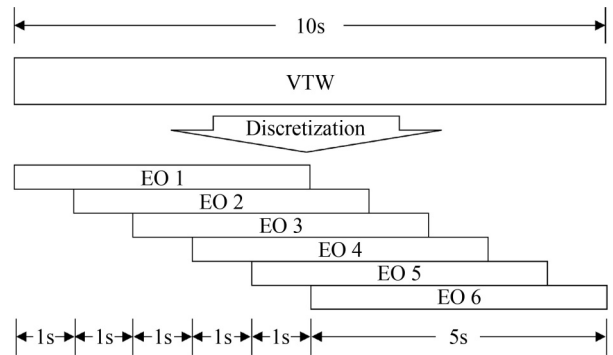 10s
VTW
Discretization
EO 1
EO 2
EO 3
EO 4
EO 5
EO 6
1s 1s 1s 1s 1s 5s